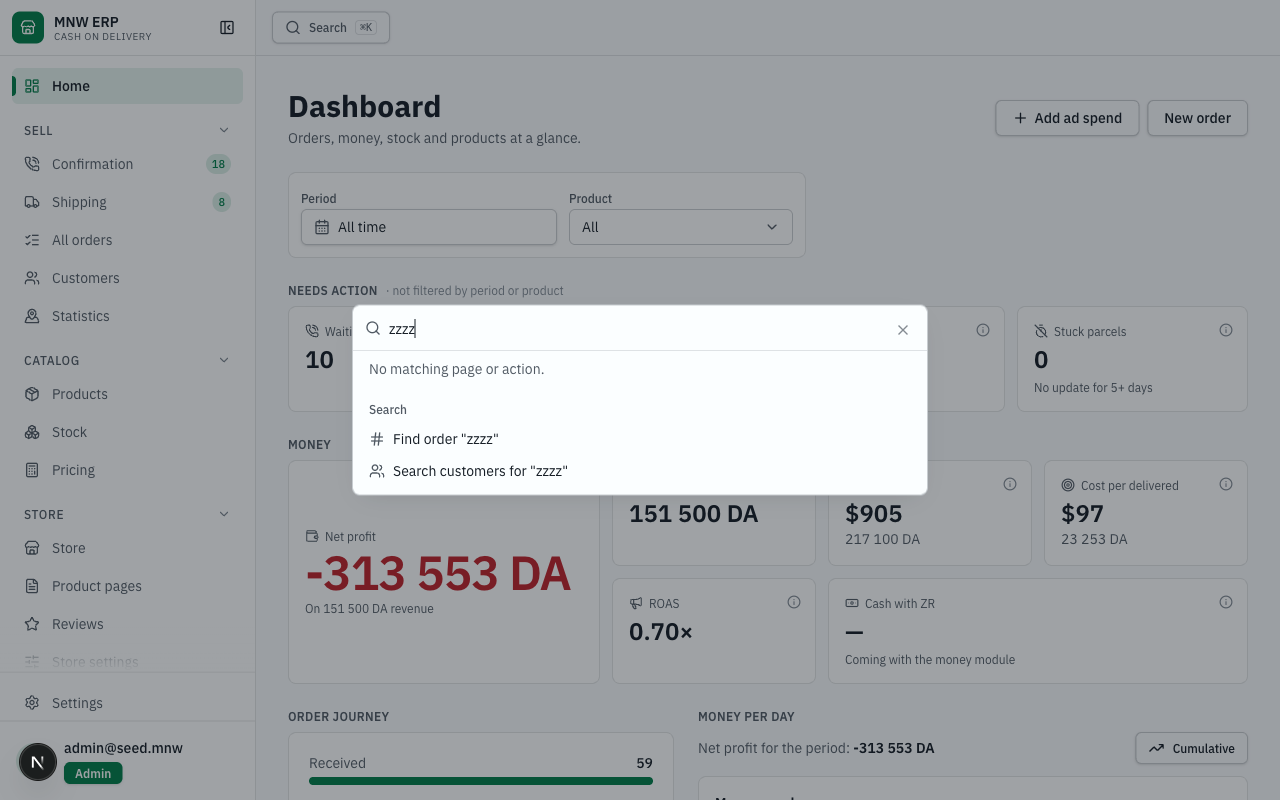 MNW ERP
CASH ON DELIVERY
Search ⌘K
Home
SELL
Confirmation 18
Shipping 8
All orders
Customers
Statistics
CATALOG
Products
Stock
Pricing
STORE
Store
Product pages
Reviews
Store settings
Settings
N
admin@seed.mnw
Admin
Dashboard
Orders, money, stock and products at a glance.
Add ad spend
New order
Period
All time
Product
All
NEEDS ACTION · not filtered by period or product
10
Stuck parcels
0
No update for 5+ days
zzzz
No matching page or action.
Search
Find order "zzzz"
Search customers for "zzzz"
MONEY
Net profit
-313 553 DA
On 151 500 DA revenue
151 500 DA
$905
217 100 DA
Cost per delivered
$97
23 253 DA
ROAS
0.70×
Cash with ZR
—
Coming with the money module
ORDER JOURNEY
Received 59
MONEY PER DAY
Net profit for the period: -313 553 DA
Cumulative